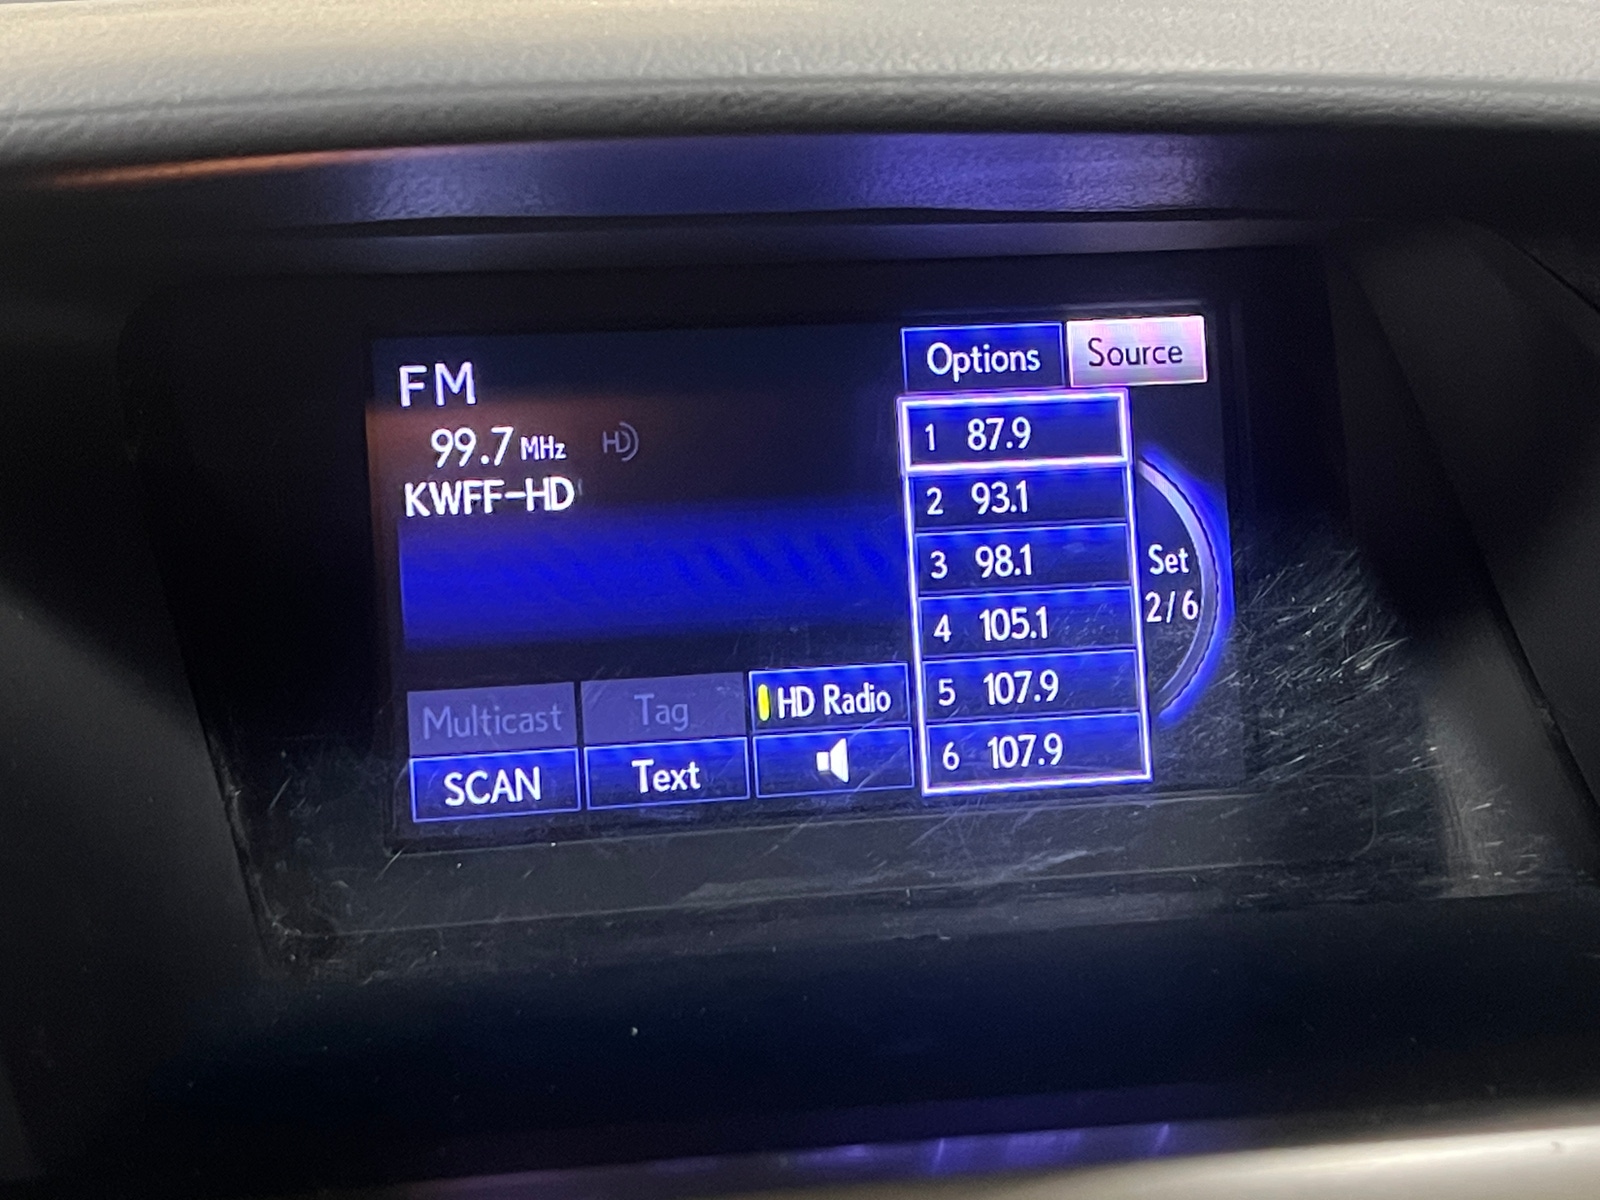 FM
99.7 MHz HD
KWFF-HD
Options
Source
1 87.9
2 93.1
3 98.1
4 105.1
5 107.9
6 107.9
Set
2/6
Multicast
Tag
HD Radio
SCAN
Text